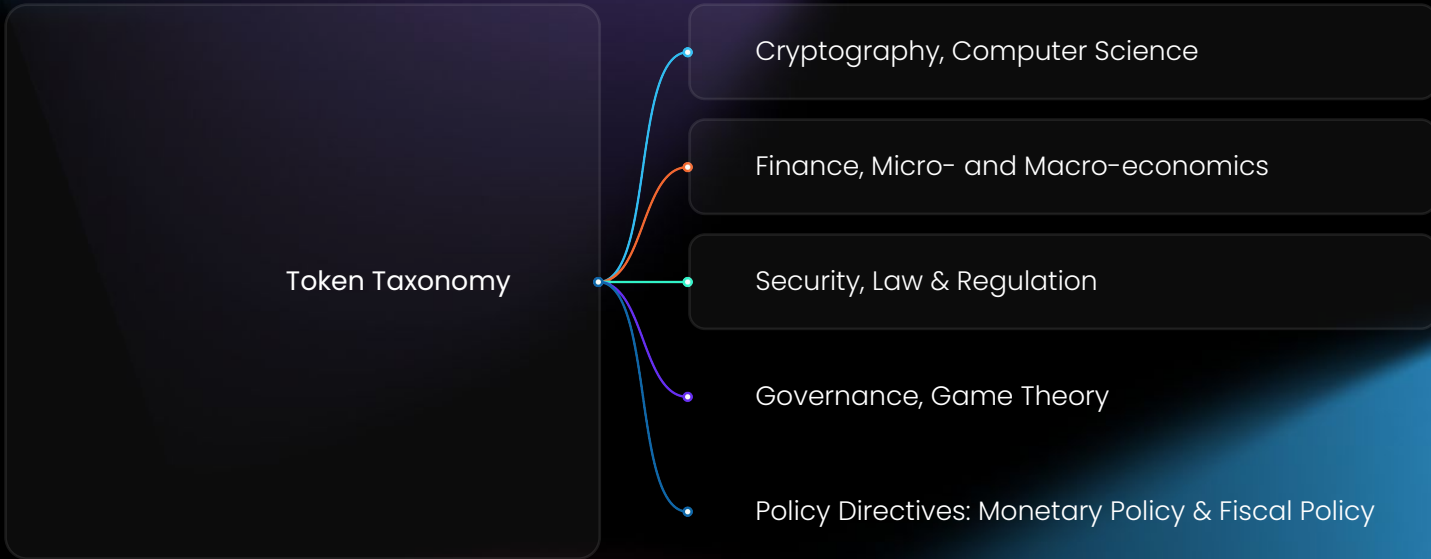 Token Taxonomy
Cryptography, Computer Science
Finance, Micro- and Macro-economics
Security, Law & Regulation
Governance, Game Theory
Policy Directives: Monetary Policy & Fiscal Policy